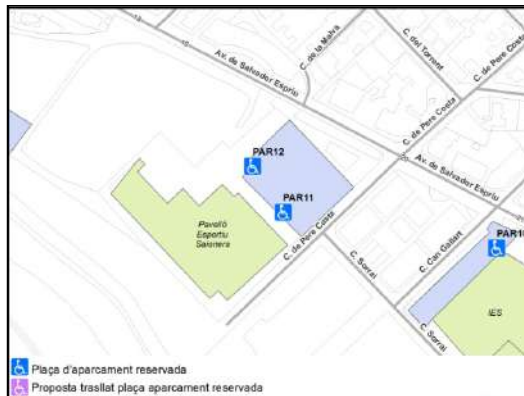 C. de la Malva
C. del Torrent
C. de Pere Costa
Av. de Salvador Espriu
C. de Pere Costa
PAR12
Av. de Salvador Espriu
PAR11
Pavelló
Esportiu
C. de Pere Costa
C. Sorral
C. Can Gallart
IES
C. Sorral
Plaça d'aparcament reservada
Proposta trasllat plaça aparcament reservada